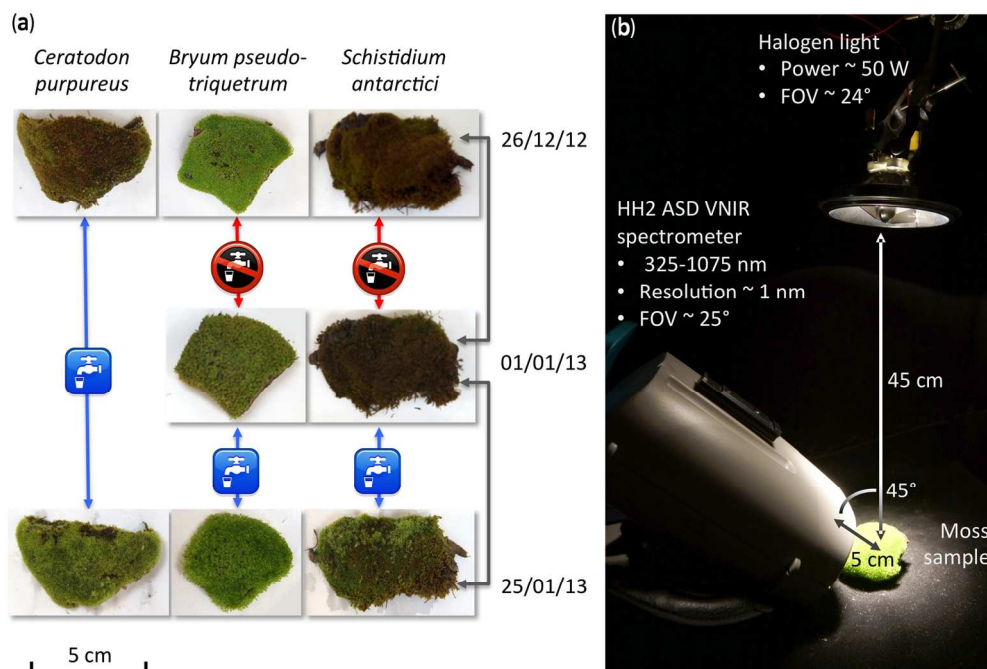 (a)
Ceratodon
purpureus
Bryum pseudo-
triquetrum
Schistidium
antarctici
26/12/12
01/01/13
25/01/13
5 cm
(b)
Halogen light
• Power ~ 50 W
• FOV ~ 24°
HH2 ASD VNIR
spectrometer
• 325-1075 nm
• Resolution ~ 1 nm
• FOV ~ 25°
45 cm
45°
5 cm
Moss
sample